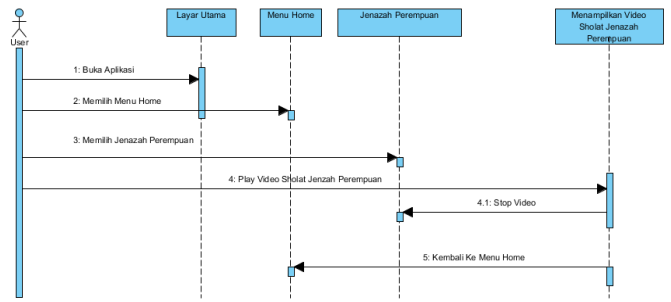 Layar Utama
Menu Home
Jenazah Perempuan
Menampilkan Video
Sholat Jenazah
Perempuan
User
1: Buka Aplikasi
2: Memilih Menu Home
3: Memilih Jenazah Perempuan
4: Play Video Sholat Jenzah Perempuan
4.1: Stop Video
5: Kembali Ke Menu Home